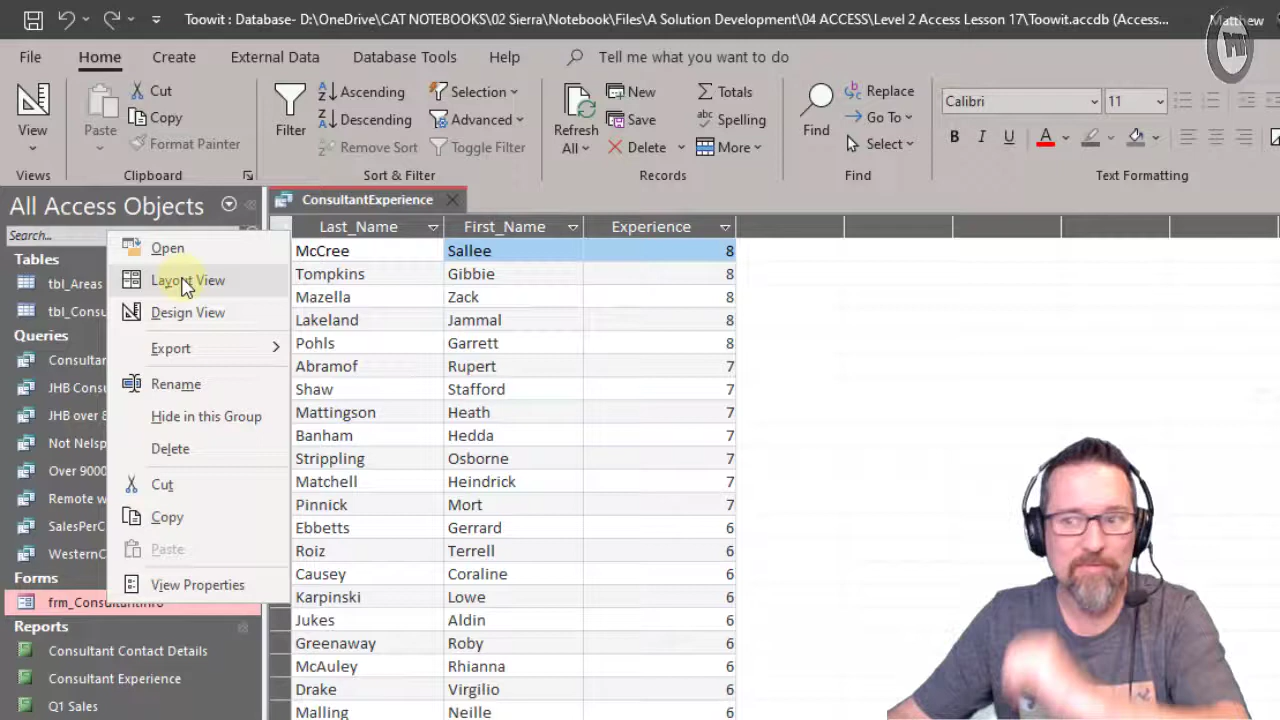 Toowit : Database- D:\OneDrive\CAT NOTEBOOKS\02 Sierra\Notebook\Files\A Solution Development\04 ACCESS\Level 2 Access Lesson 17\Toowit.accdb (Access...
Matthew
File Home Create External Data Database Tools Help Tell me what you want to do
View
Views
Paste
Cut
Copy
Format Painter
Clipboard
Filter
Ascending
Descending
Remove Sort
Selection
Advanced
Toggle Filter
Sort & Filter
Refresh
All
New
Save
Delete
Totals
Spelling
More
Records
Find
Replace
Go To
Select
Find
Calibri 11
B I U A
Text Formatting
All Access Objects
Search...
Tables
tbl_Areas
tbl_Consu
Queries
Consultan
JHB Consu
JHB over 8
Not Nelsp
Over 9000
Remote w
SalesPerC
WesternC
Forms
frm_ConsultantInfo
Reports
Consultant Contact Details
Consultant Experience
Q1 Sales
Open
Layout View
Design View
Export
Rename
Hide in this Group
Delete
Cut
Copy
Paste
View Properties
ConsultantExperience
Last_Name First_Name Experience
McCree Sallee 8
Tompkins Gibbie 8
Mazella Zack 8
Lakeland Jammal 8
Pohls Garrett 8
Abramof Rupert 7
Shaw Stafford 7
Mattingson Heath 7
Banham Hedda 7
Strippling Osborne 7
Matchell Heindrick 7
Pinnick Mort 7
Ebbetts Gerrard 6
Roiz Terrell 6
Causey Coraline 6
Karpinski Lowe 6
Jukes Aldin 6
Greenaway Roby 6
McAuley Rhianna 6
Drake Virgilio 6
Malling Neille 6